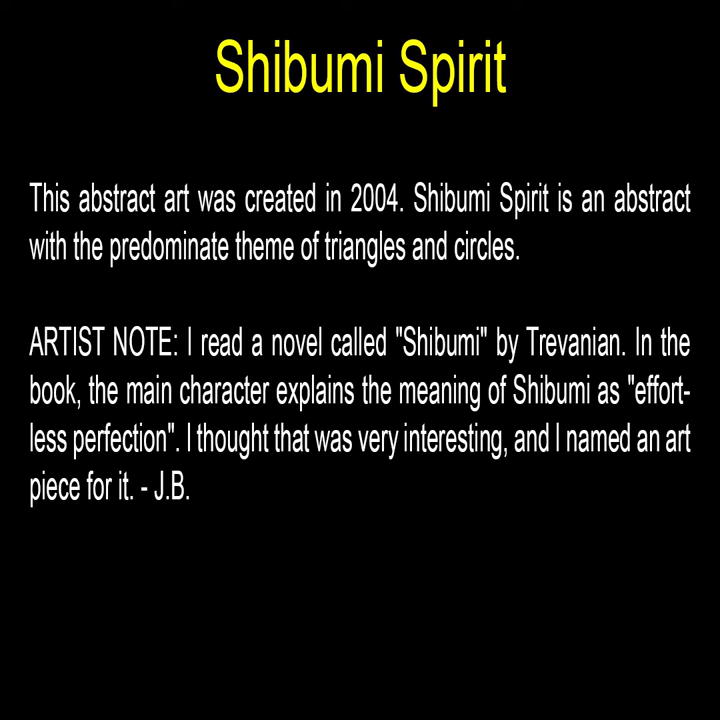 Shibumi Spirit
This abstract art was created in 2004. Shibumi Spirit is an abstract
with the predominate theme of triangles and circles.
ARTIST NOTE: I read a novel called "Shibumi" by Trevanian. In the
book, the main character explains the meaning of Shibumi as "effort-
less perfection". I thought that was very interesting, and I named an art
piece for it. - J.B.